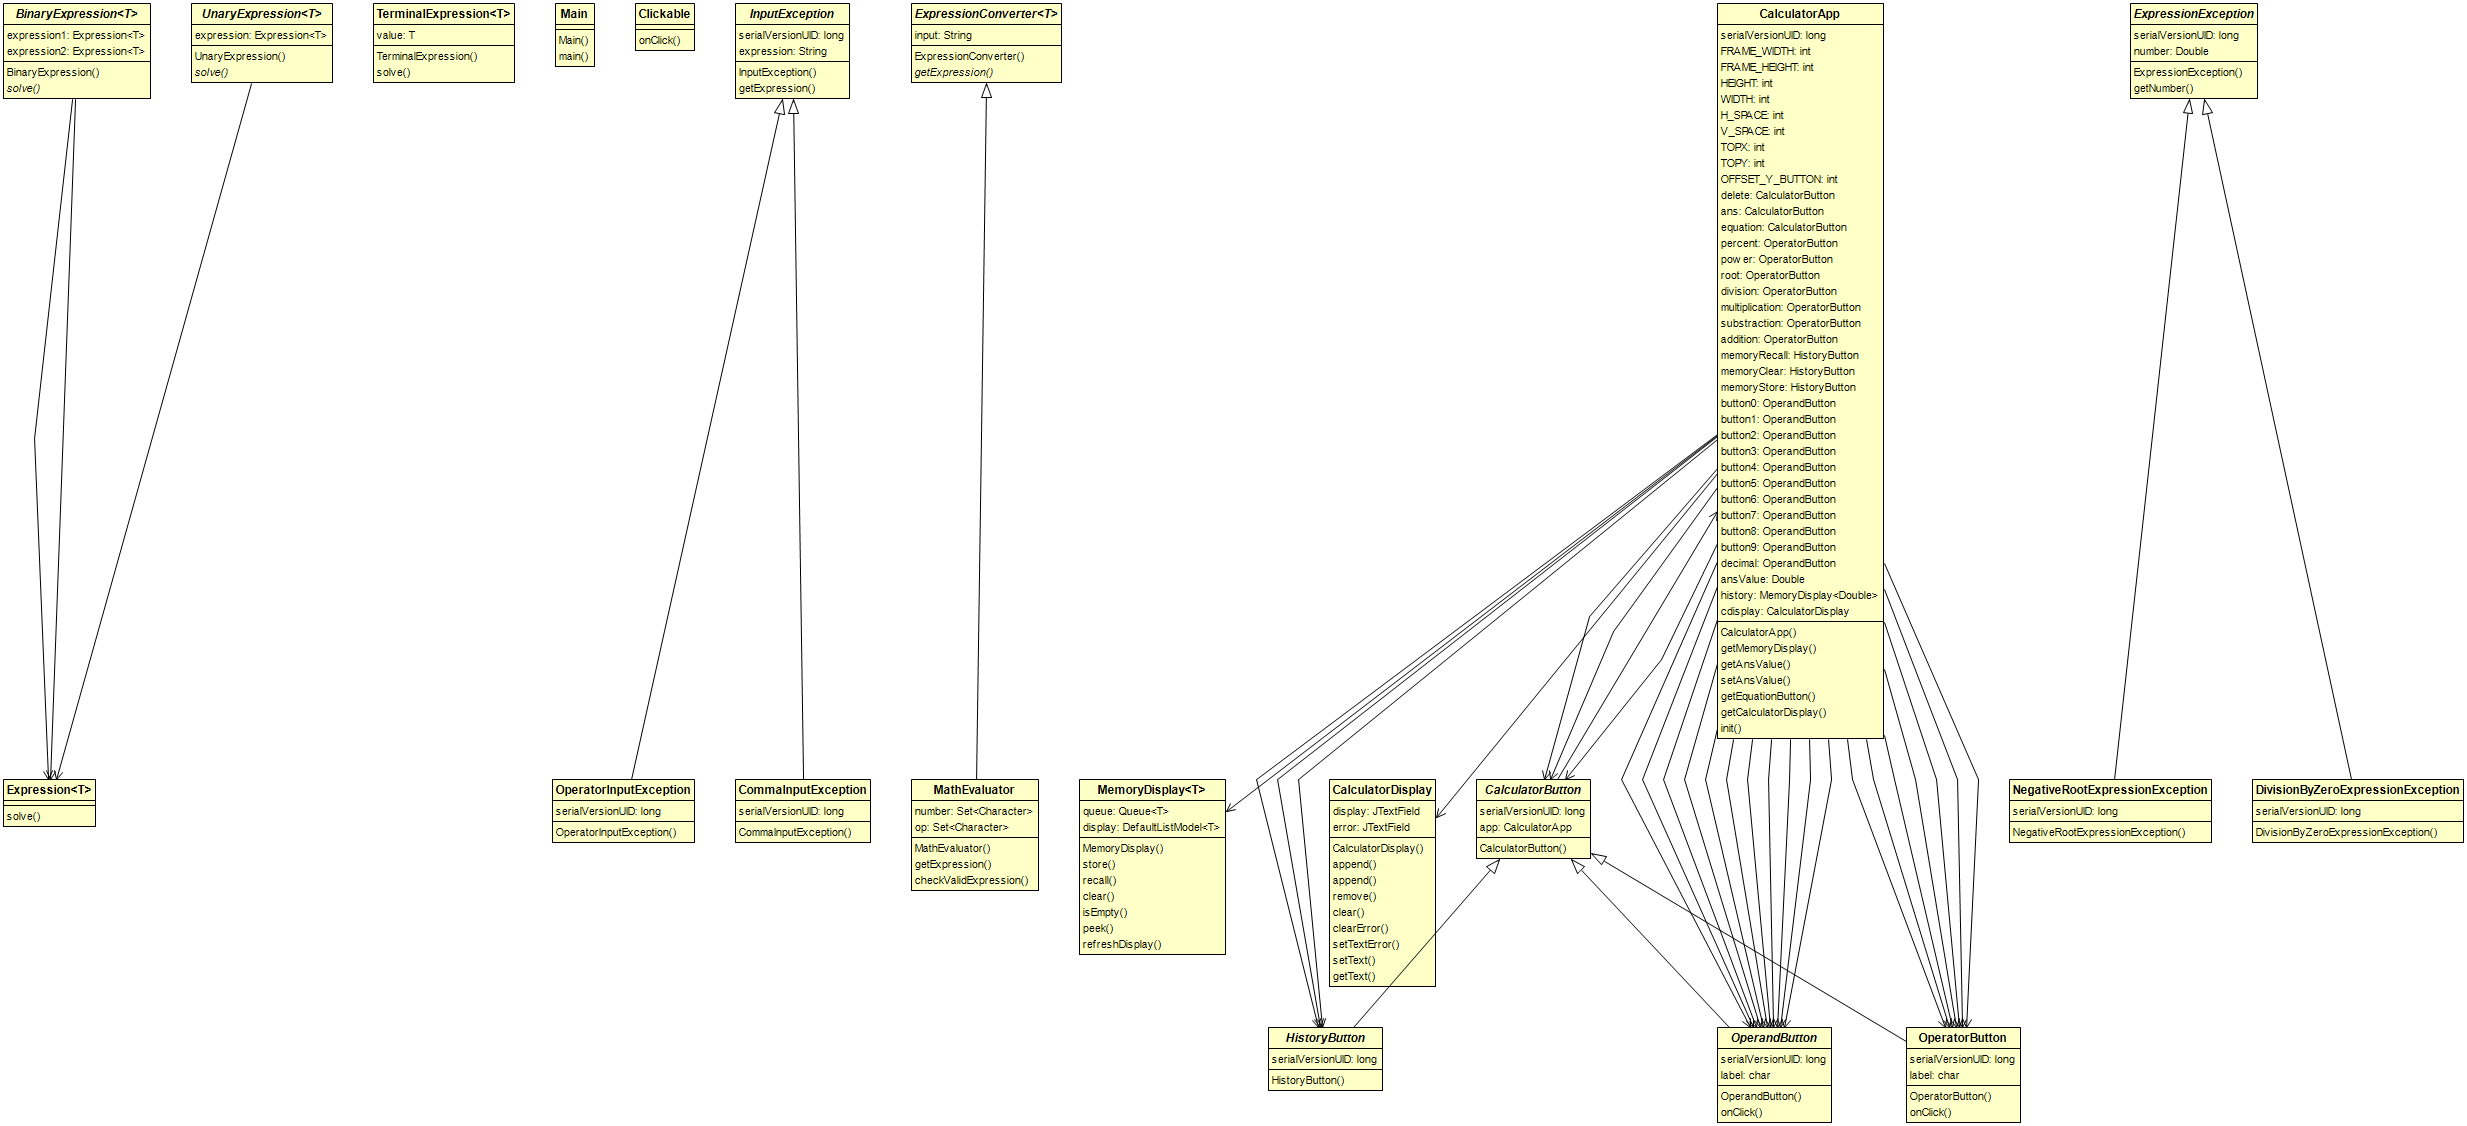 BinaryExpression<T>
expression1: Expression<T>
expression2: Expression<T>
BinaryExpression()
solve()
UnaryExpression<T>
expression: Expression<T>
UnaryExpression()
solve()
TerminalExpression<T>
value: T
TerminalExpression()
solve()
Main
Main()
main()
Clickable
onClick()
InputException
serialVersionUID: long
expression: String
InputException()
getExpression()
ExpressionConverter<T>
input: String
ExpressionConverter()
getExpression()
CalculatorApp
serialVersionUID: long
FRAME_WIDTH: int
FRAME_HEIGHT: int
HEIGHT: int
WIDTH: int
H_SPACE: int
V_SPACE: int
TOPX: int
TOPY: int
OFFSET_Y_BUTTON: int
delete: CalculatorButton
ans: CalculatorButton
equation: CalculatorButton
percent: OperatorButton
power: OperatorButton
root: OperatorButton
division: OperatorButton
multiplication: OperatorButton
substraction: OperatorButton
addition: OperatorButton
memoryRecall: HistoryButton
memoryClear: HistoryButton
memoryStore: HistoryButton
button0: OperandButton
button1: OperandButton
button2: OperandButton
button3: OperandButton
button4: OperandButton
button5: OperandButton
button6: OperandButton
button7: OperandButton
button8: OperandButton
button9: OperandButton
decimal: OperandButton
ansValue: Double
history: MemoryDisplay<Double>
cdisplay: CalculatorDisplay
CalculatorApp()
getMemoryDisplay()
getAnsValue()
setAnsValue()
getEquationButton()
getCalculatorDisplay()
init()
ExpressionException
serialVersionUID: long
number: Double
ExpressionException()
getNumber()
Expression<T>
solve()
OperatorInputException
serialVersionUID: long
OperatorInputException()
CommaInputException
serialVersionUID: long
CommaInputException()
MathEvaluator
number: Set<Character>
op: Set<Character>
MathEvaluator()
getExpression()
checkValidExpression()
MemoryDisplay<T>
queue: Queue<T>
display: DefaultListModel<T>
MemoryDisplay()
store()
recall()
clear()
isEmpty()
peek()
refreshDisplay()
CalculatorDisplay
display: JTextField
error: JTextField
CalculatorDisplay()
append()
append()
remove()
clear()
clearError()
setTextError()
setText()
getText()
CalculatorButton
serialVersionUID: long
app: CalculatorApp
CalculatorButton()
NegativeRootExpressionException
serialVersionUID: long
NegativeRootExpressionException()
DivisionByZeroExpressionException
serialVersionUID: long
DivisionByZeroExpressionException()
HistoryButton
serialVersionUID: long
HistoryButton()
OperandButton
serialVersionUID: long
label: char
OperandButton()
onClick()
OperatorButton
serialVersionUID: long
label: char
OperatorButton()
onClick()